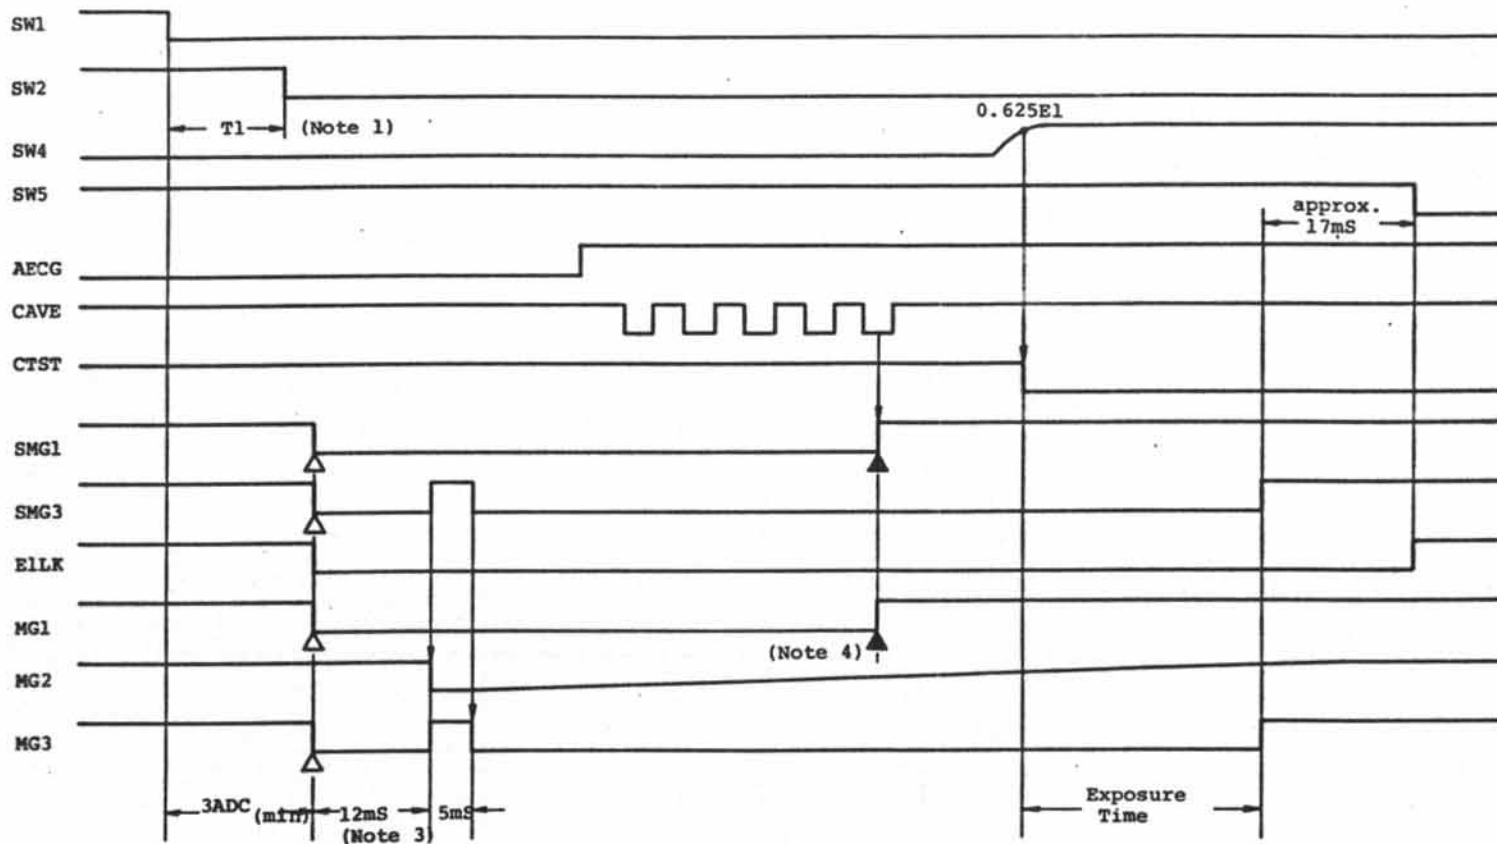 SW1
SW2
T1 (Note 1)
0.625E1
SW4
SW5
approx.
17mS
AECG
CAVE
CTST
SMG1
SMG3
E1LK
MG1
(Note 4)
MG2
MG3
3ADC (min) 12mS 5mS
(Note 3)
Exposure
Time